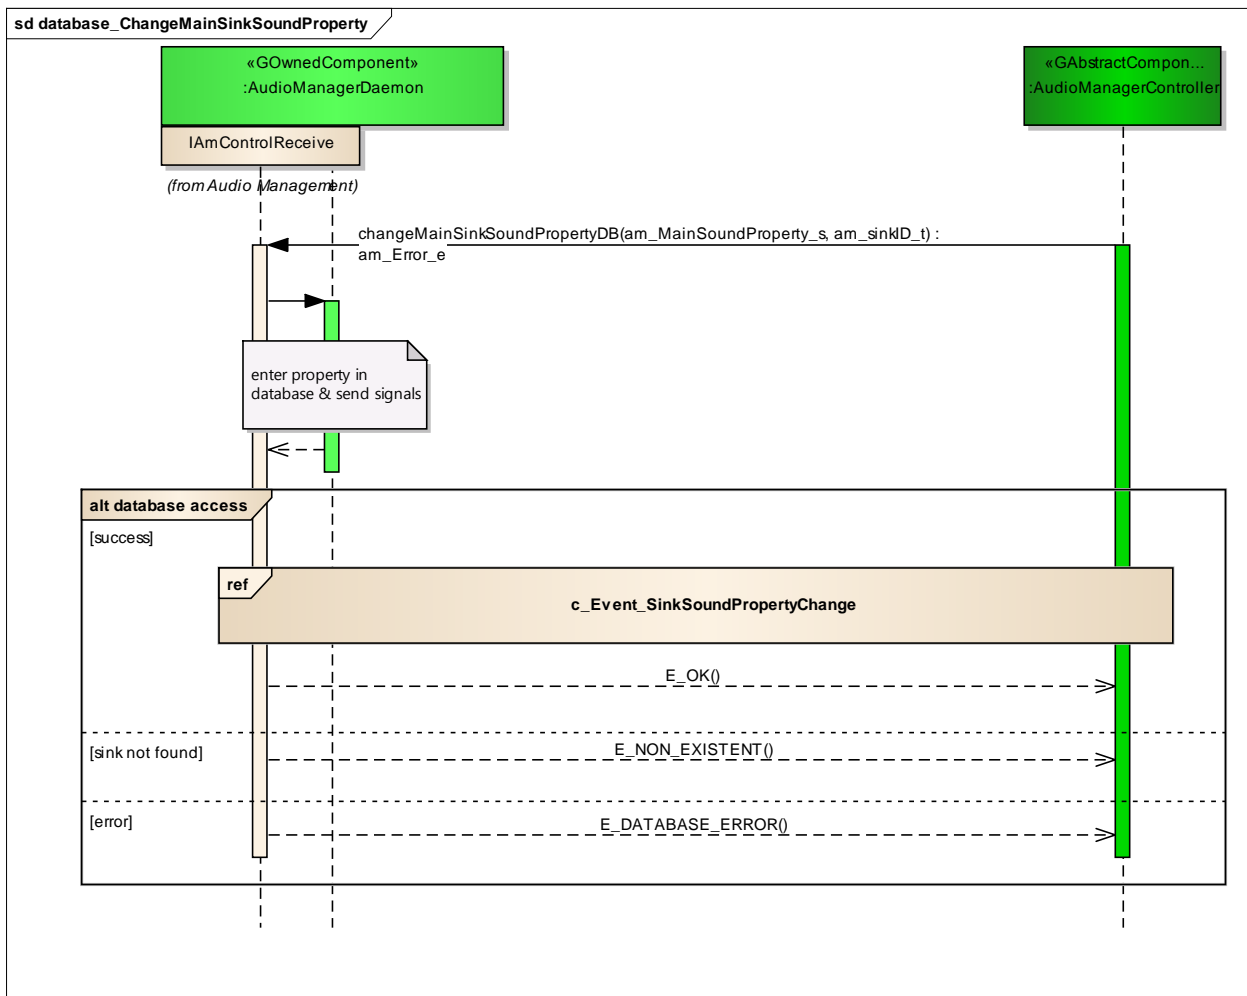 sd database_ChangeMainSinkSoundProperty
«GOwnedComponent»
:AudioManagerDaemon
«GAbstractCompon...
:AudioManagerController
IAmControlReceive
(from Audio Management)
changeMainSinkSoundPropertyDB(am_MainSoundProperty_s, am_sinkID_t) :
am_Error_e
enter property in
database & send signals
alt database access
[success]
ref
c_Event_SinkSoundPropertyChange
E_OK()
[sink not found]
E_NON_EXISTENT()
[error]
E_DATABASE_ERROR()